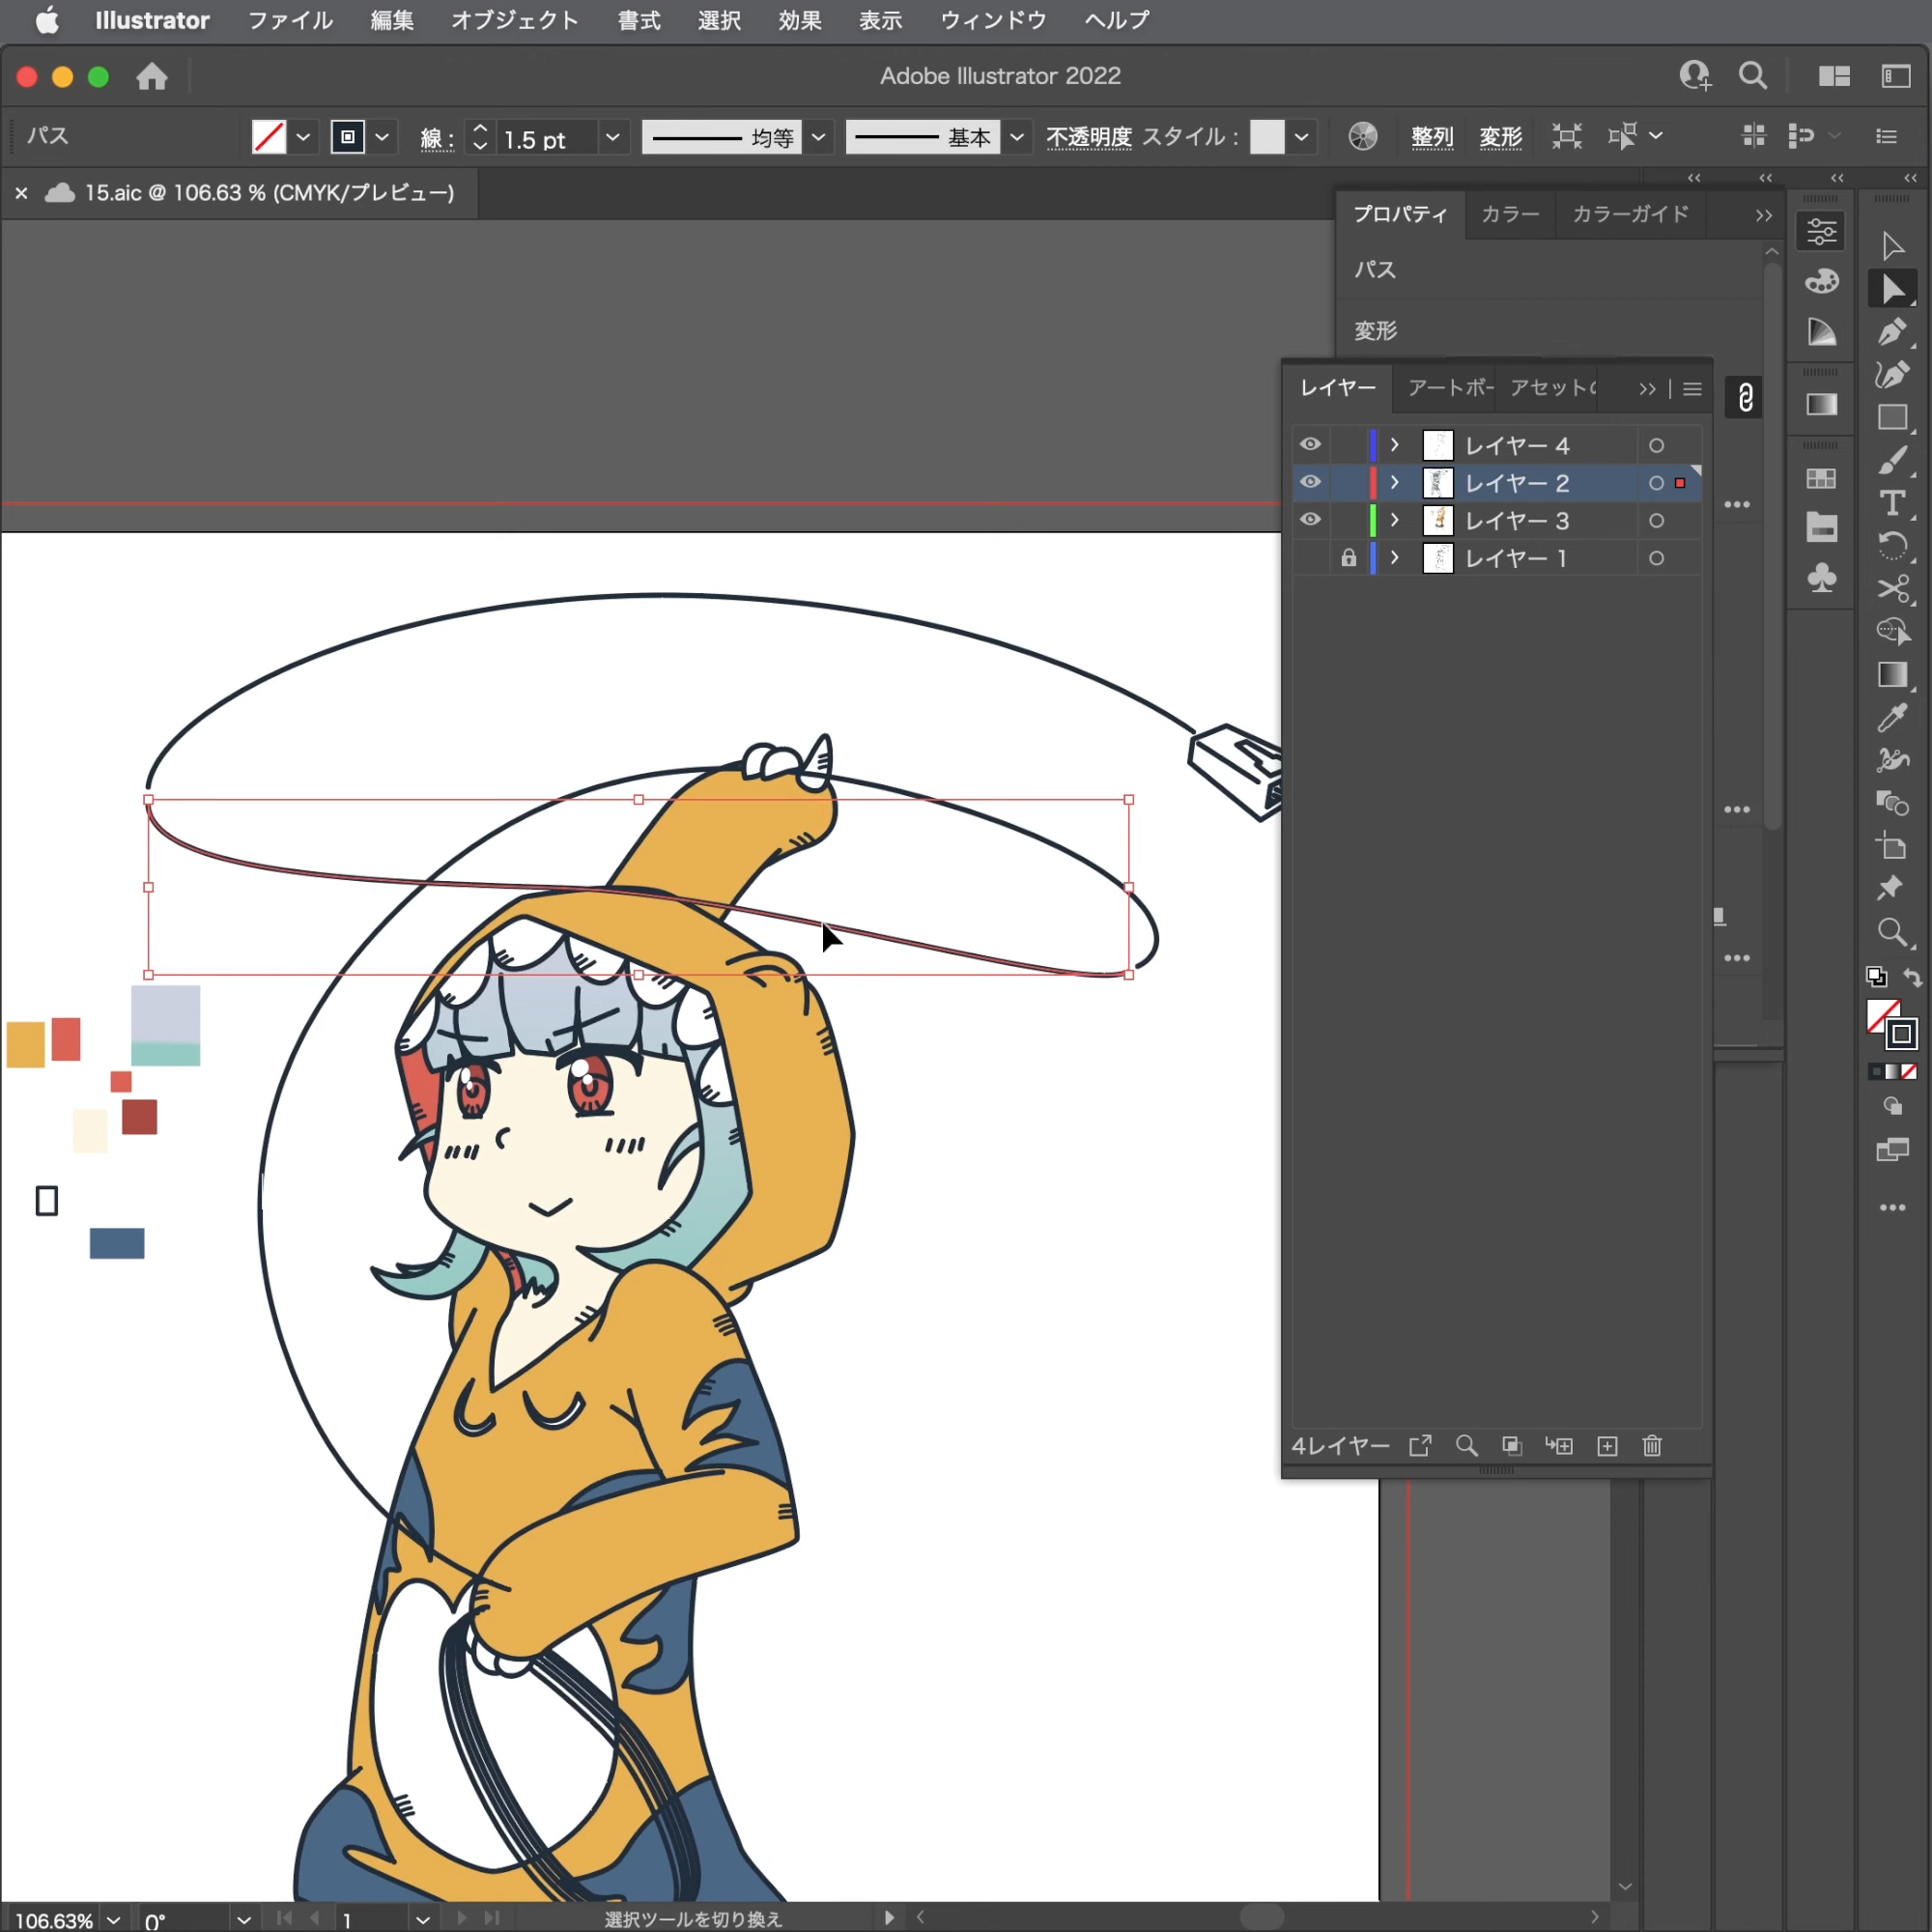 Illustrator ファイル 編集 オブジェクト 書式 選択 効果 表示 ウィンドウ ヘルプ
Adobe Illustrator 2022
パス 線: 1.5 pt 均等 基本 不透明度 スタイル: 整列 変形
× 15.aic @ 106.63 % (CMYK/プレビュー)
プロパティ カラー カラーガイド
パス
変形
レイヤー アートボー アセットの
レイヤー 4
レイヤー 2
レイヤー 3
レイヤー 1
4レイヤー
106.63% 0° 1 選択ツールを切り換え